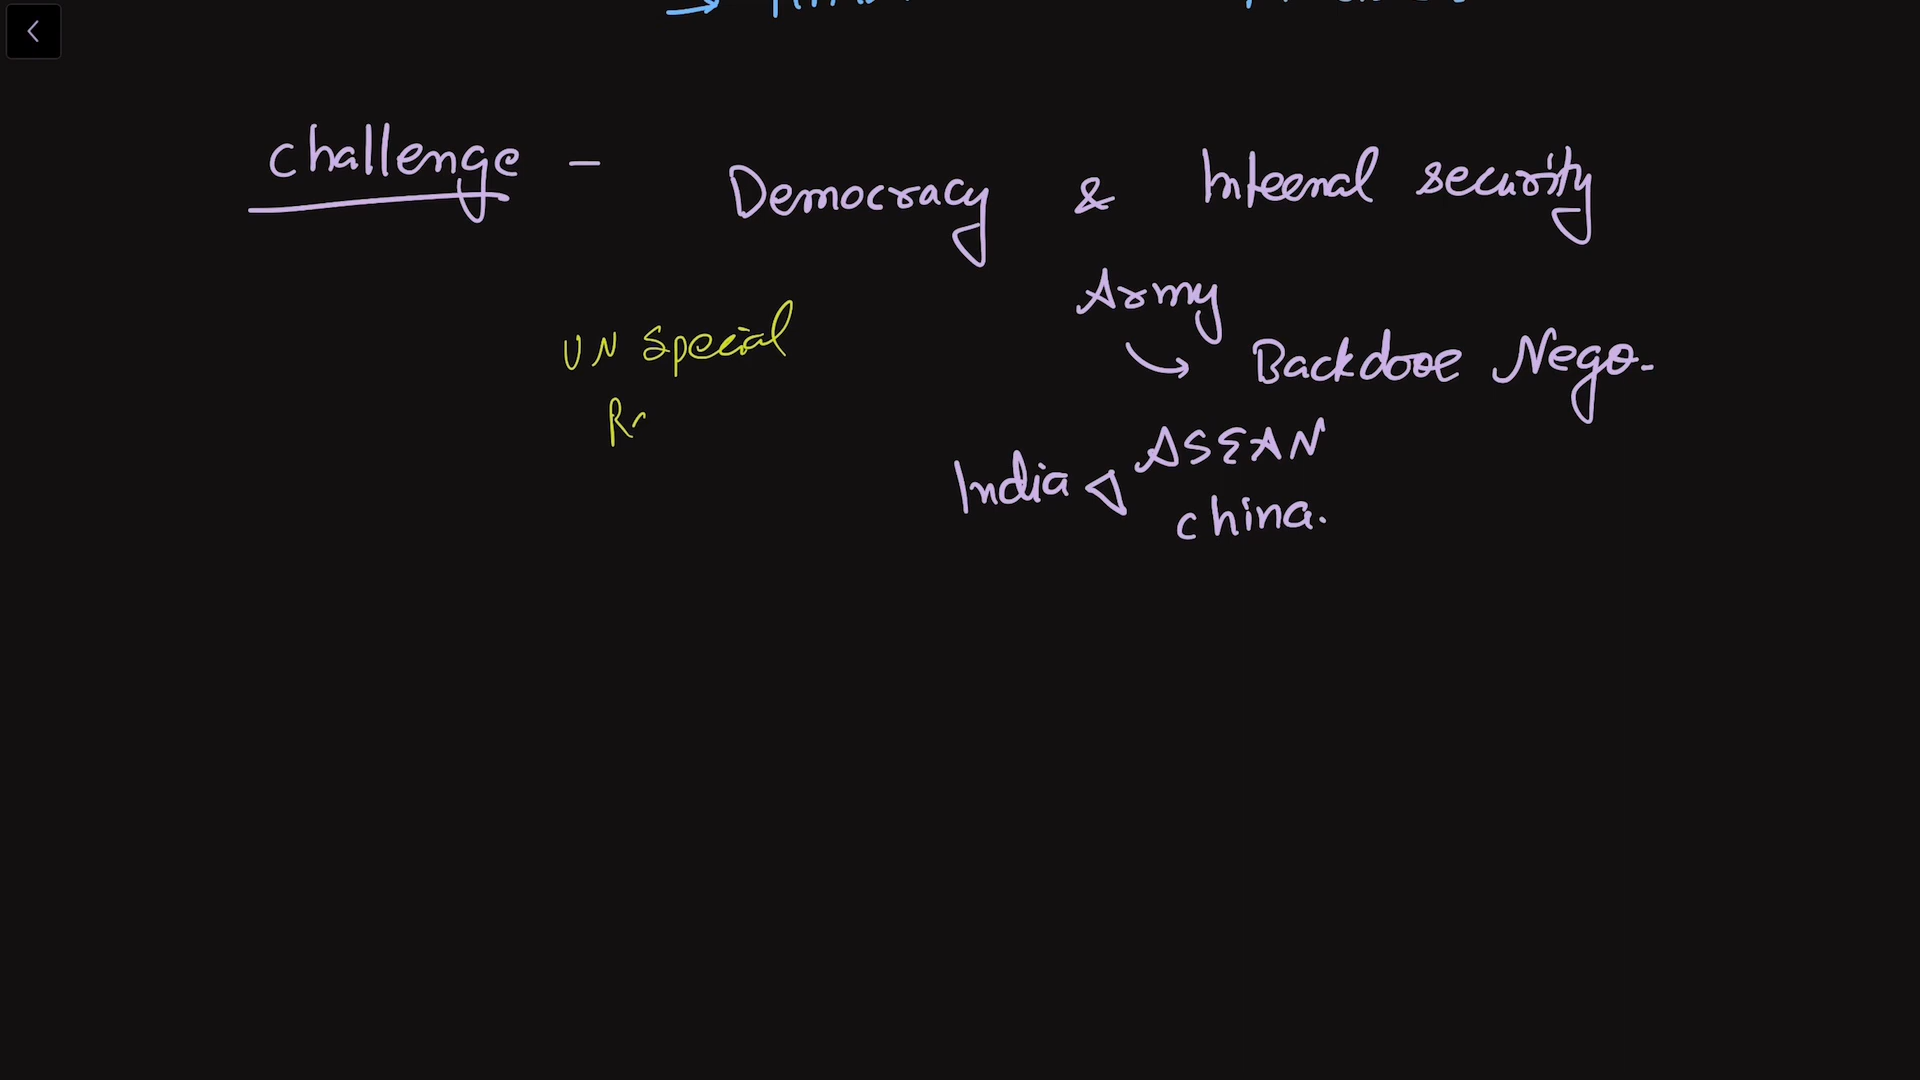 challenge - Democracy & Internal security
Army
UN Special
→ Backdoor Nego.
ASEAN
India
china.